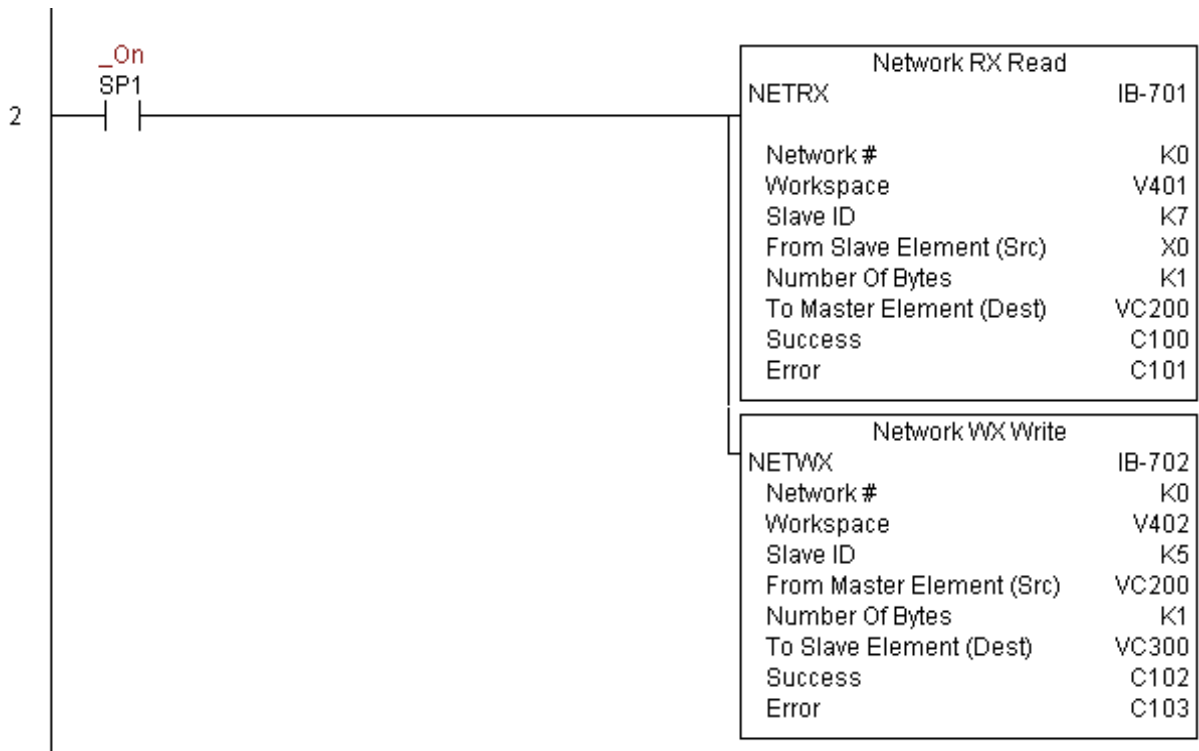 _On
SP1
2
Network RX Read
NETRX IB-701
Network # K0
Workspace V401
Slave ID K7
From Slave Element (Src) X0
Number Of Bytes K1
To Master Element (Dest) VC200
Success C100
Error C101
Network WX Write
NETWX IB-702
Network # K0
Workspace V402
Slave ID K5
From Master Element (Src) VC200
Number Of Bytes K1
To Slave Element (Dest) VC300
Success C102
Error C103